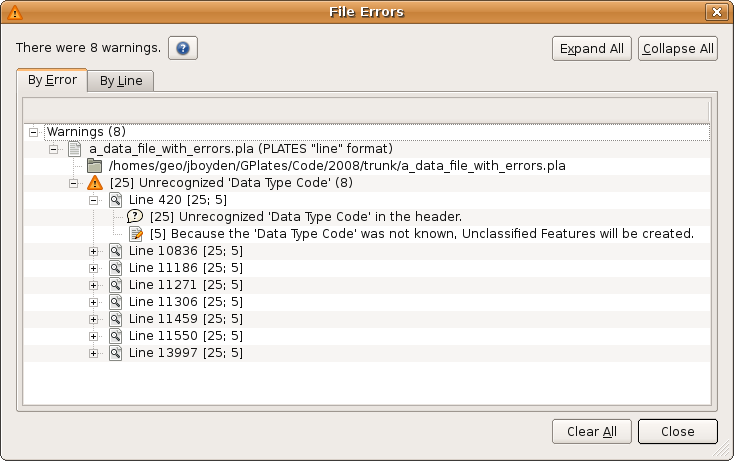 File Errors
There were 8 warnings.
Expand All
Collapse All
By Error
By Line
Warnings (8)
a_data_file_with_errors.pla (PLATES "line" format)
/homes/geo/jboyden/GPlates/Code/2008/trunk/a_data_file_with_errors.pla
[25] Unrecognized 'Data Type Code' (8)
Line 420 [25; 5]
[25] Unrecognized 'Data Type Code' in the header.
[5] Because the 'Data Type Code' was not known, Unclassified Features will be created.
Line 10836 [25; 5]
Line 11186 [25; 5]
Line 11271 [25; 5]
Line 11306 [25; 5]
Line 11459 [25; 5]
Line 11550 [25; 5]
Line 13997 [25; 5]
Clear All
Close